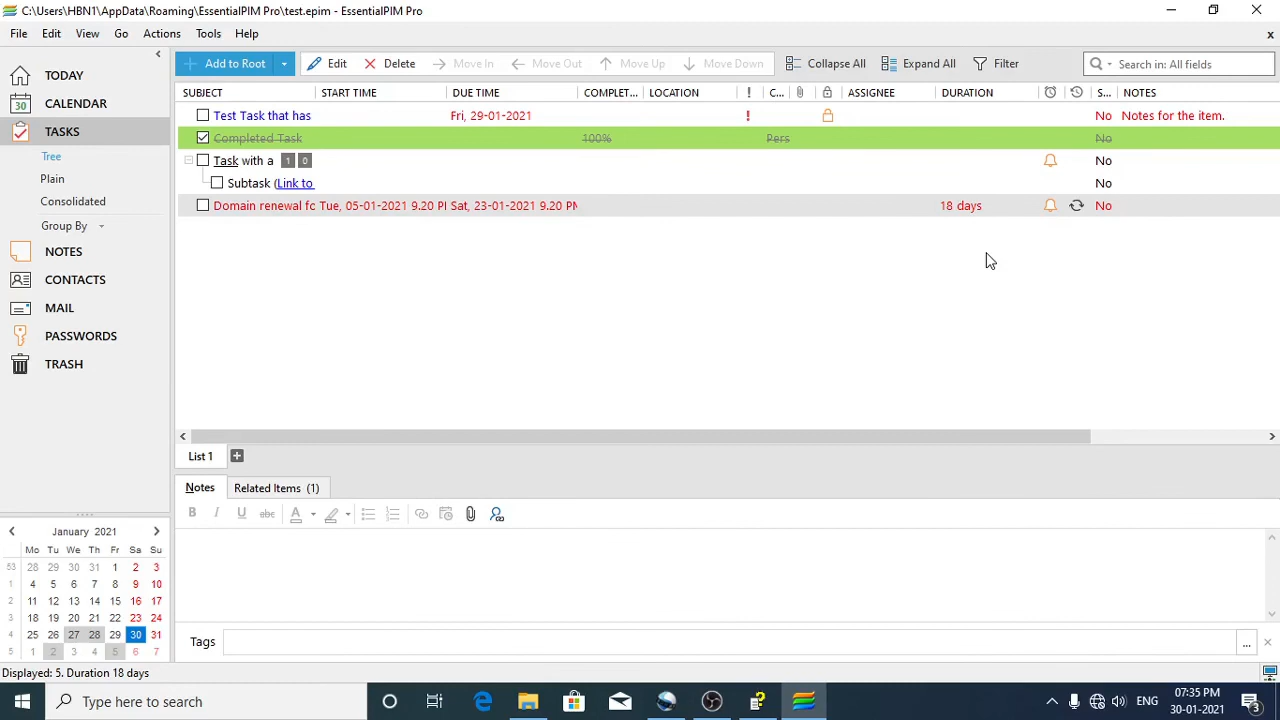 C:\Users\HBN1\AppData\Roaming\EssentialPIM Pro\test.epim - EssentialPIM Pro
File Edit View Go Actions Tools Help x
Add to Root Edit Delete Move In Move Out Move Up Move Down Collapse All Expand All Filter Search in: All fields
TODAY
CALENDAR
TASKS
Tree
Plain
Consolidated
Group By
NOTES
CONTACTS
MAIL
PASSWORDS
TRASH
SUBJECT START TIME DUE TIME COMPLET... LOCATION ! C... ASSIGNEE DURATION S... NOTES
Test Task that has Fri, 29-01-2021 ! No Notes for the item.
Completed Task 100% Pers No
Task with a 1 0 No
Subtask (Link to No
Domain renewal fo Tue, 05-01-2021 9.20 PI Sat, 23-01-2021 9.20 PM 18 days No
List 1
Notes Related Items (1)
B I U abc A
Tags ...
January 2021
Mo Tu We Th Fr Sa Su
53 28 29 30 31 1 2 3
1 4 5 6 7 8 9 10
2 11 12 13 14 15 16 17
3 18 19 20 21 22 23 24
4 25 26 27 28 29 30 31
5 1 2 3 4 5 6 7
Displayed: 5. Duration 18 days
Type here to search
ENG
07:35 PM
30-01-2021
3